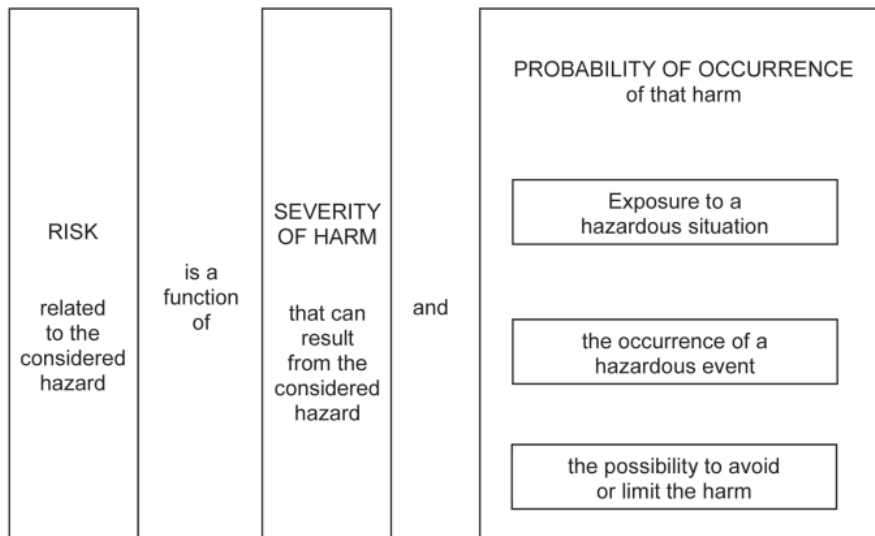 RISK
related
to the
considered
hazard
is a
function
of
SEVERITY
OF HARM
that can
result
from the
considered
hazard
and
PROBABILITY OF OCCURRENCE
of that harm
Exposure to a
hazardous situation
the occurrence of a
hazardous event
the possibility to avoid
or limit the harm